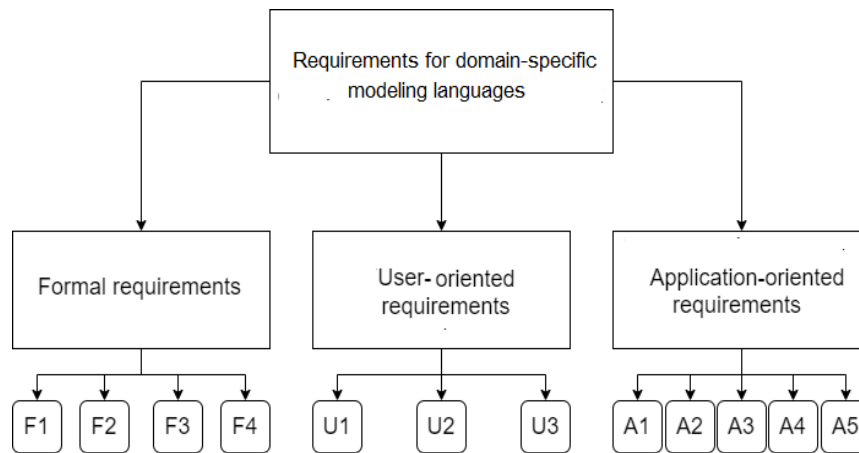 Requirements for domain-specific
modeling languages
Formal requirements
User-oriented
requirements
Application-oriented
requirements
F1 F2 F3 F4 U1 U2 U3 A1 A2 A3 A4 A5